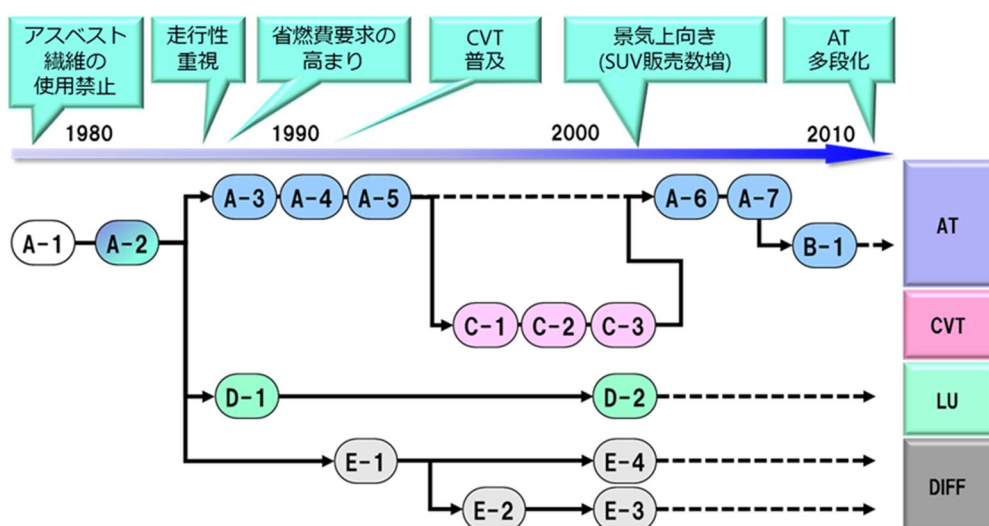 アスベスト
繊維の
使用禁止
走行性
重視
省燃費要求の
高まり
CVT
普及
景気上向き
(SUV販売数増)
AT
多段化
1980
1990
2000
2010
A-3
A-4
A-5
A-6
A-7
A-1
A-2
B-1
AT
C-1
C-2
C-3
CVT
D-1
D-2
LU
E-1
E-4
E-2
E-3
DIFF